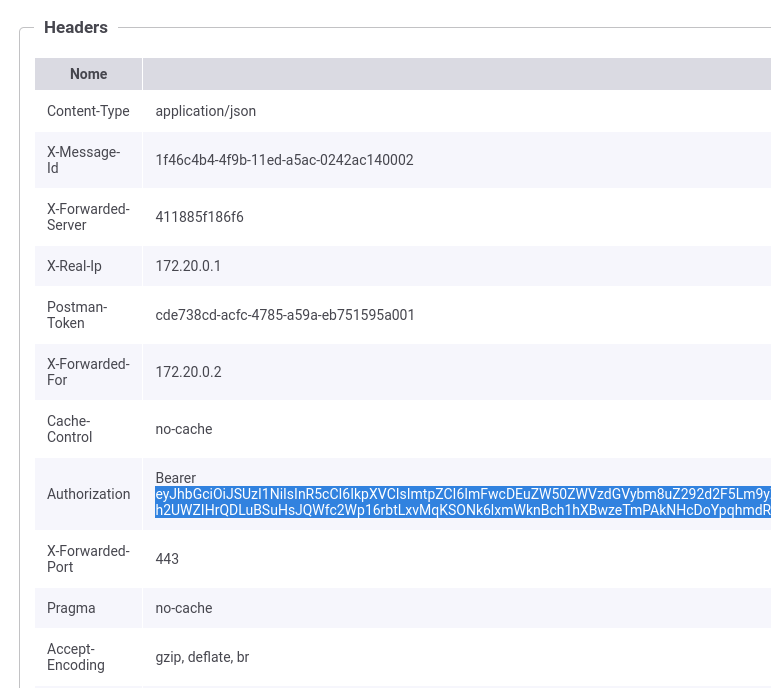 Headers
Nome
Content-Type application/json
X-Message-
Id
1f46c4b4-4f9b-11ed-a5ac-0242ac140002
X-Forwarded-
Server
411885f186f6
X-Real-Ip 172.20.0.1
Postman-
Token
cde738cd-acfc-4785-a59a-eb751595a001
X-Forwarded-
For
172.20.0.2
Cache-
Control
no-cache
Authorization
Bearer
eyJhbGciOiJSUzI1NiIsInR5cCI6IkpXVCIsImtpZCI6ImFwcDEuZW50ZWVzdGVybm8uZ292d2F5Lm9y
h2UWZIHrQDLuBSuHsJQWfc2Wp16rbtLxvMqKSONk6lxmWknBch1hXBwzeTmPAkNHcDoYpqhmdR
X-Forwarded-
Port
443
Pragma no-cache
Accept-
Encoding
gzip, deflate, br